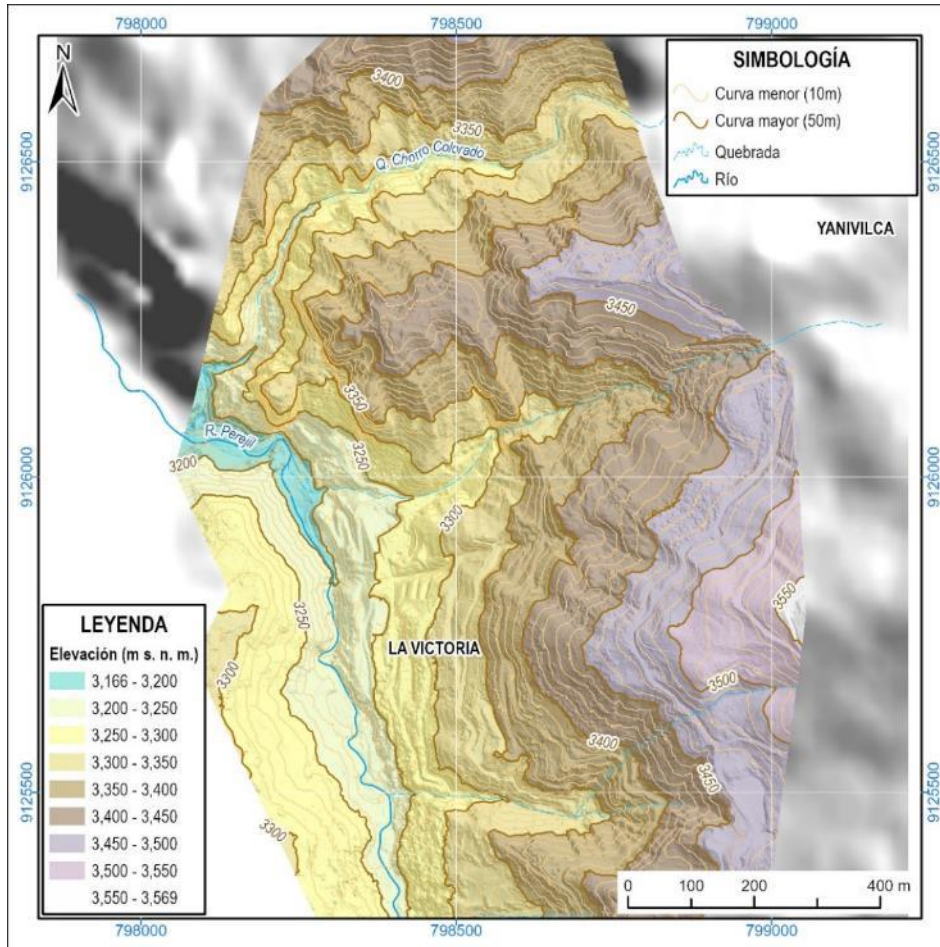 798000
798500
799000
N
3400
3350
Q. Chorro Colorado
SIMBOLOGÍA
Curva menor (10m)
Curva mayor (50m)
Quebrada
Río
9126500
9126500
YANIVILCA
3450
3350
R. Perejil
3250
3200
9126000
9126000
3300
3550
3250
LA VICTORIA
3300
3500
3400
3450
3300
9125500
9125500
LEYENDA
Elevación (m s. n. m.)
3,166 - 3,200
3,200 - 3,250
3,250 - 3,300
3,300 - 3,350
3,350 - 3,400
3,400 - 3,450
3,450 - 3,500
3,500 - 3,550
3,550 - 3,569
0 100 200 400 m
798000
798500
799000